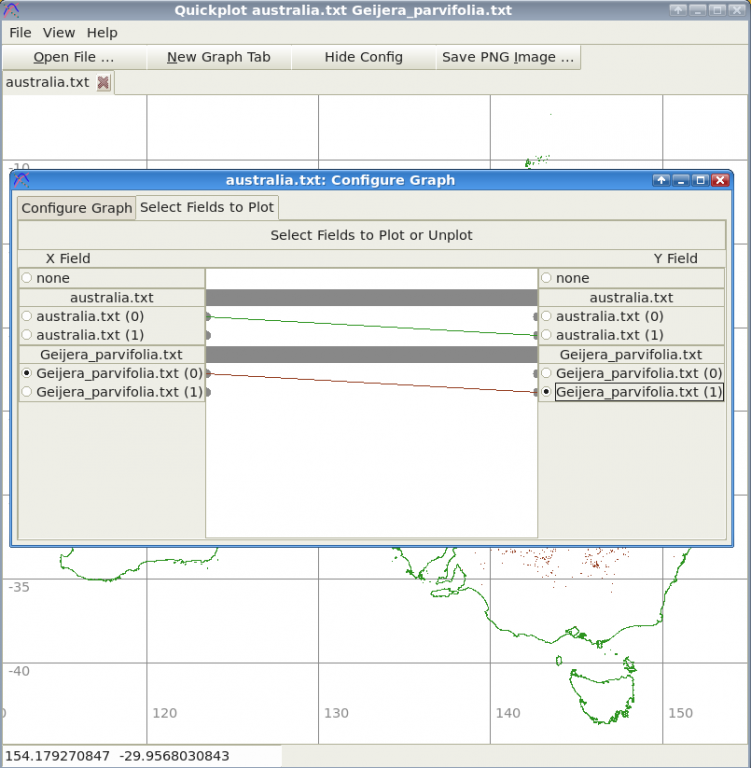 Quickplot australia.txt Geijera_parvifolia.txt
File View Help
Open File ... New Graph Tab Hide Config Save PNG Image ...
australia.txt
-10
australia.txt: Configure Graph
Configure Graph Select Fields to Plot
Select Fields to Plot or Unplot
X Field Y Field
none none
australia.txt australia.txt
australia.txt (0) australia.txt (0)
australia.txt (1) australia.txt (1)
Geijera_parvifolia.txt Geijera_parvifolia.txt
Geijera_parvifolia.txt (0) Geijera_parvifolia.txt (0)
Geijera_parvifolia.txt (1) Geijera_parvifolia.txt (1)
-35
-40
120 130 140 150
154.179270847 -29.9568030843